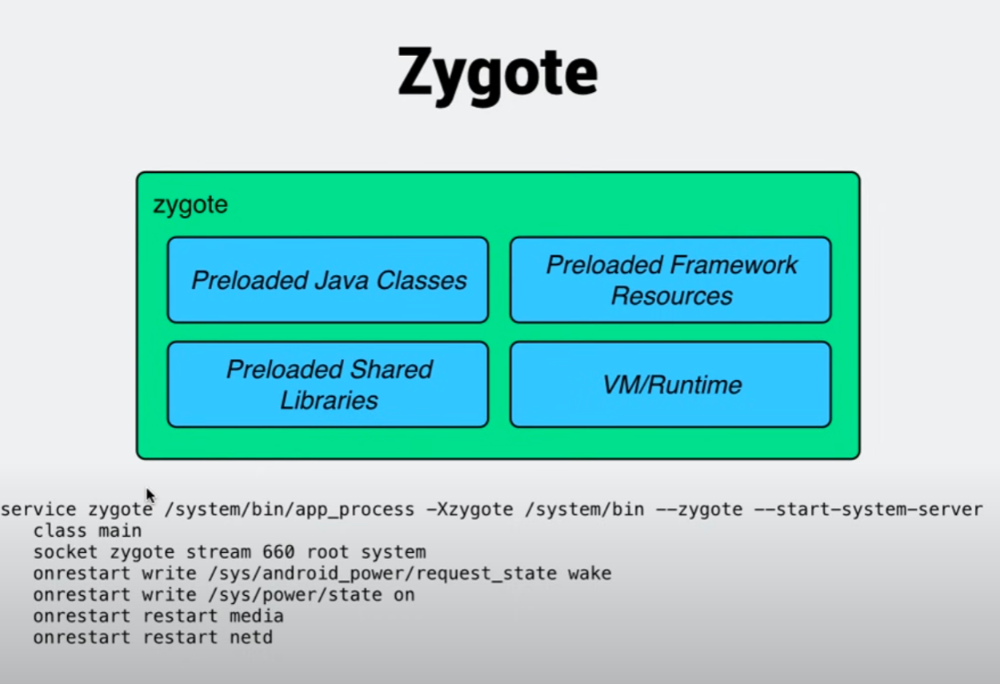 Zygote
zygote
Preloaded Java Classes
Preloaded Framework
Resources
Preloaded Shared
Libraries
VM/Runtime
service zygote /system/bin/app_process -Xzygote /system/bin --zygote --start-system-server
class main
socket zygote stream 660 root system
onrestart write /sys/android_power/request_state wake
onrestart write /sys/power/state on
onrestart restart media
onrestart restart netd